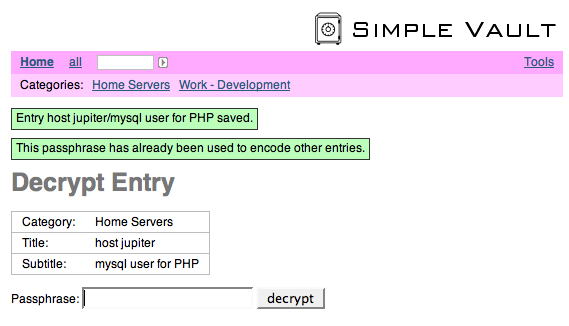 SIMPLE VAULT
Home all Tools
Categories: Home Servers Work - Development
Entry host jupiter/mysql user for PHP saved.
This passphrase has already been used to encode other entries.
Decrypt Entry
Category: Home Servers
Title: host jupiter
Subtitle: mysql user for PHP
Passphrase: decrypt